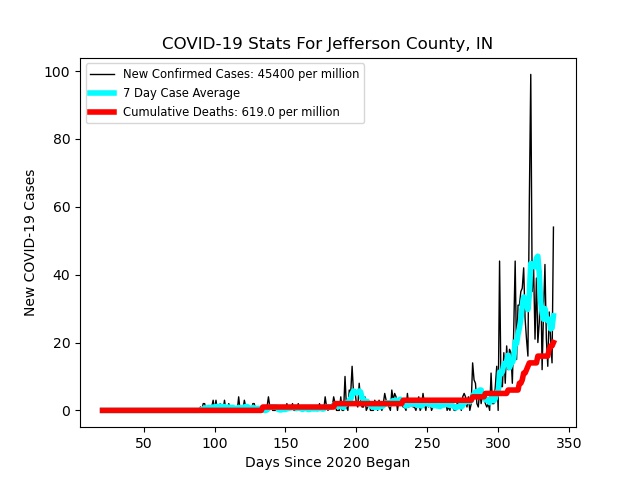 COVID-19 Stats For Jefferson County, IN
New Confirmed Cases: 45400 per million
7 Day Case Average
Cumulative Deaths: 619.0 per million
New COVID-19 Cases
100
80
60
40
20
0
50 100 150 200 250 300 350
Days Since 2020 Began